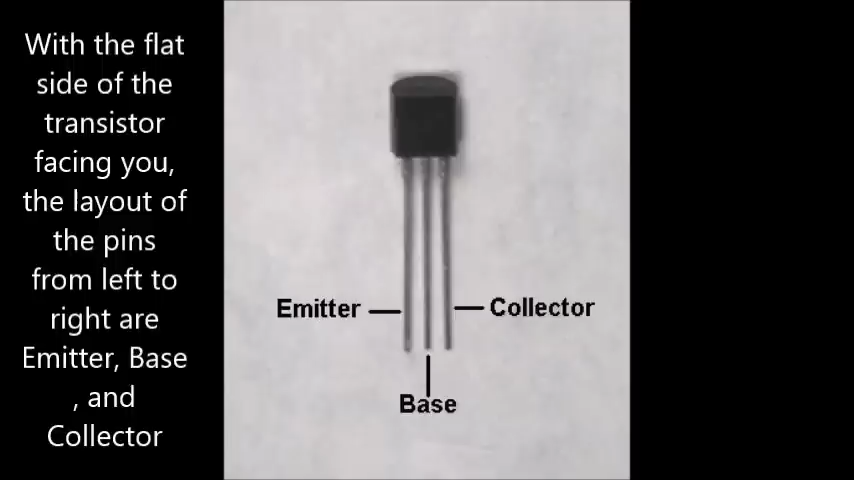 With the flat
side of the
transistor
facing you,
the layout of
the pins
from left to
right are
Emitter, Base
, and
Collector
Emitter
Collector
Base